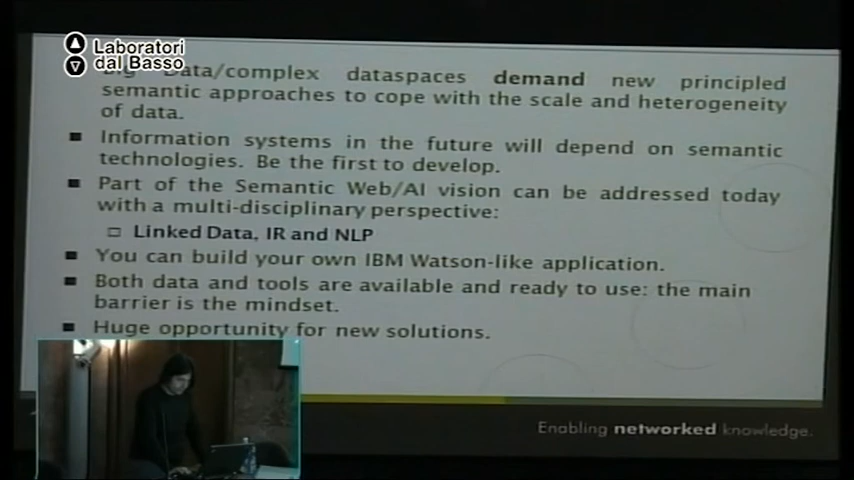 Laboratori
dal Basso
Data/complex dataspaces demand new principled
semantic approaches to cope with the scale and heterogeneity
of data.
Information systems in the future will depend on semantic
technologies. Be the first to develop.
Part of the Semantic Web/AI vision can be addressed today
with a multi-disciplinary perspective:
Linked Data, IR and NLP
You can build your own IBM Watson-like application.
Both data and tools are available and ready to use: the main
barrier is the mindset.
Huge opportunity for new solutions.
Enabling networked knowledge.